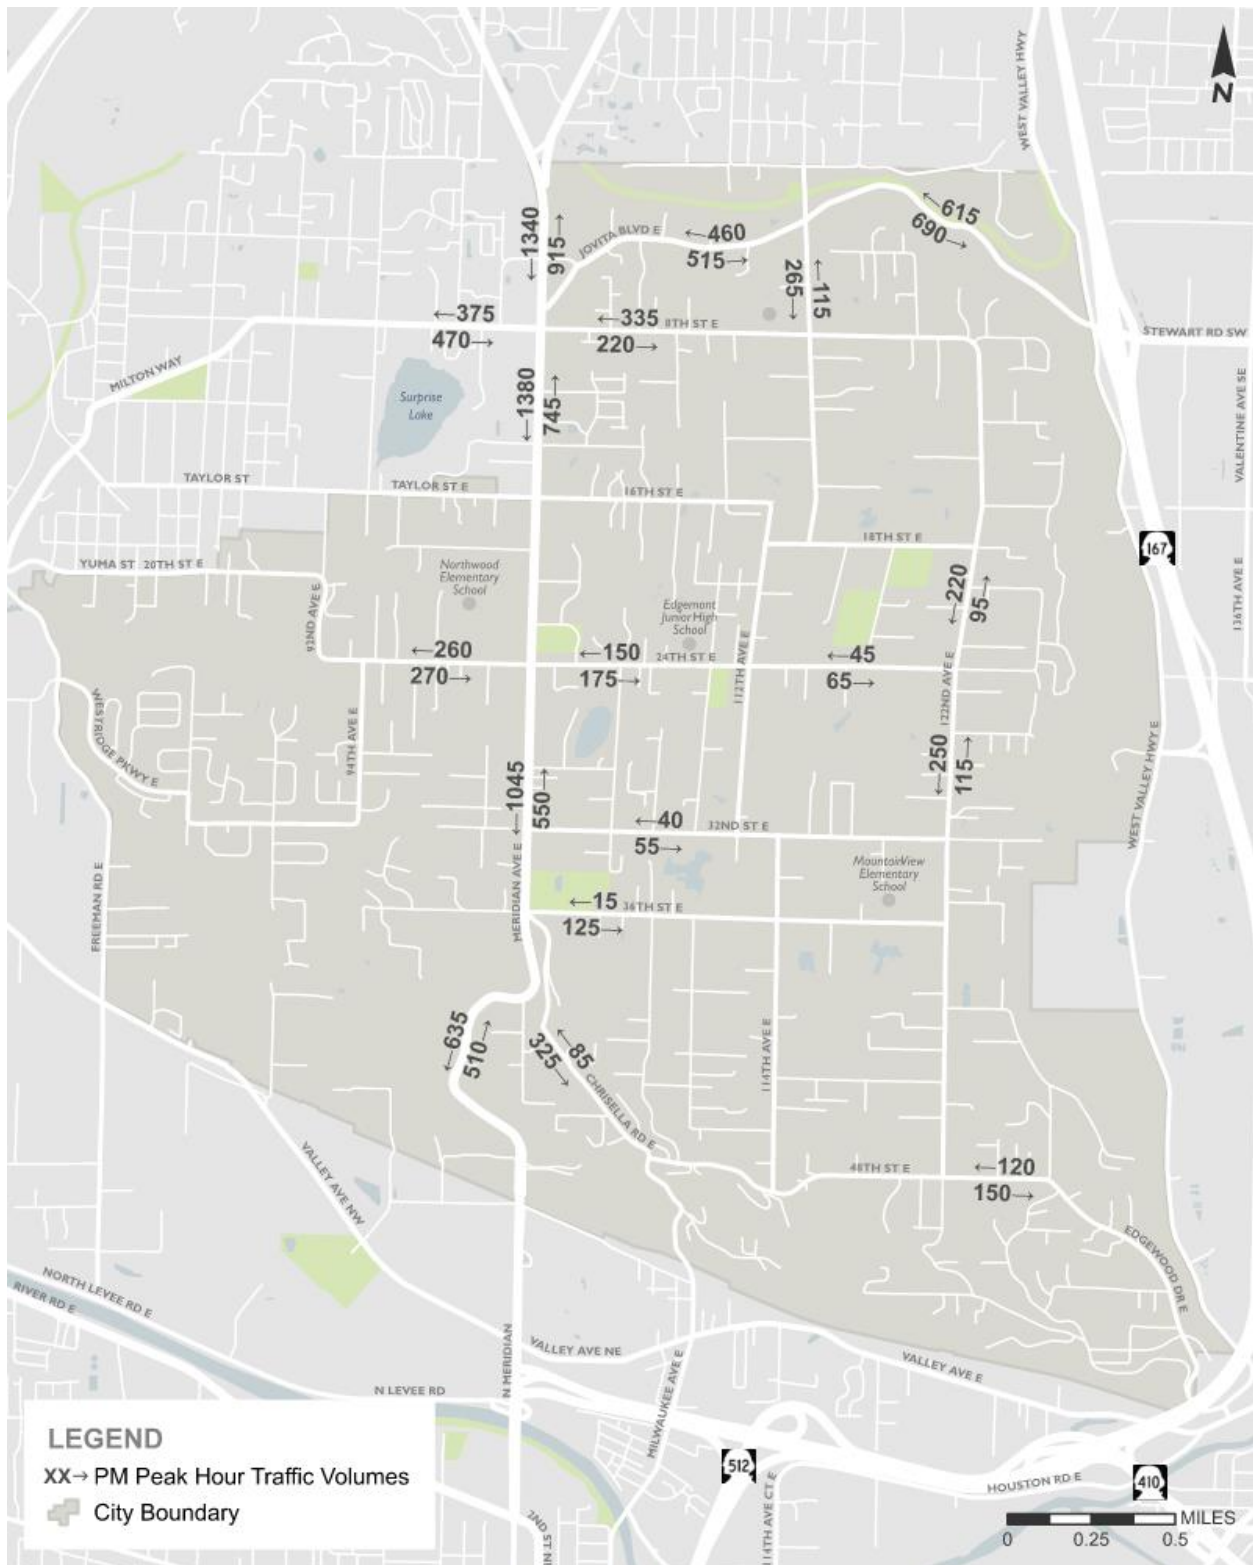 N
WEST VALLEY HWY
←1340
915→
JOVITA BLVD E
←460
515→
←615
690→
265→
←115
←375
470→
←335
220→
8TH ST E
STEWART RD SW
MILTON WAY
Surprise
Lake
←1380
745→
VALENTINE AVE SE
TAYLOR ST
TAYLOR ST E
16TH ST E
18TH ST E
167
YUMA ST
20TH ST E
92ND AVE E
Northwood
Elementary
School
Edgemont
Junior High
School
←220
95→
136TH AVE E
←260
270→
←150
175→
24TH ST E
112TH AVE E
←45
65→
122ND AVE E
WESTRIDGE PKWY E
94TH AVE E
←1045
550→
←250
115→
WEST VALLEY HWY E
←40
55→
32ND ST E
MERIDIAN AVE E
MountainView
Elementary
School
FREEMAN RD E
←15
125→
36TH ST E
←635
510→
←85
325→
CHRISELLA RD E
114TH AVE E
48TH ST E
←120
150→
VALLEY AVE NW
EDGEWOOD DR E
NORTH LEVEE RD E
RIVER RD E
N MERIDIAN
VALLEY AVE NE
MILWAUKEE AVE E
VALLEY AVE E
N LEVEE RD
512
114TH AVE CT E
HOUSTON RD E
410
2ND ST N
LEGEND
XX→ PM Peak Hour Traffic Volumes
City Boundary
MILES
0 0.25 0.5